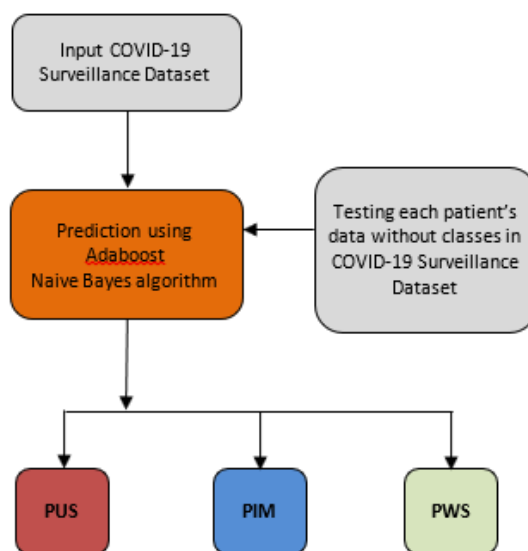 Input COVID-19
Surveillance Dataset
Prediction using
Adaboost
Naive Bayes algorithm
Testing each patient's
data without classes in
COVID-19 Surveillance
Dataset
PUS
PIM
PWS